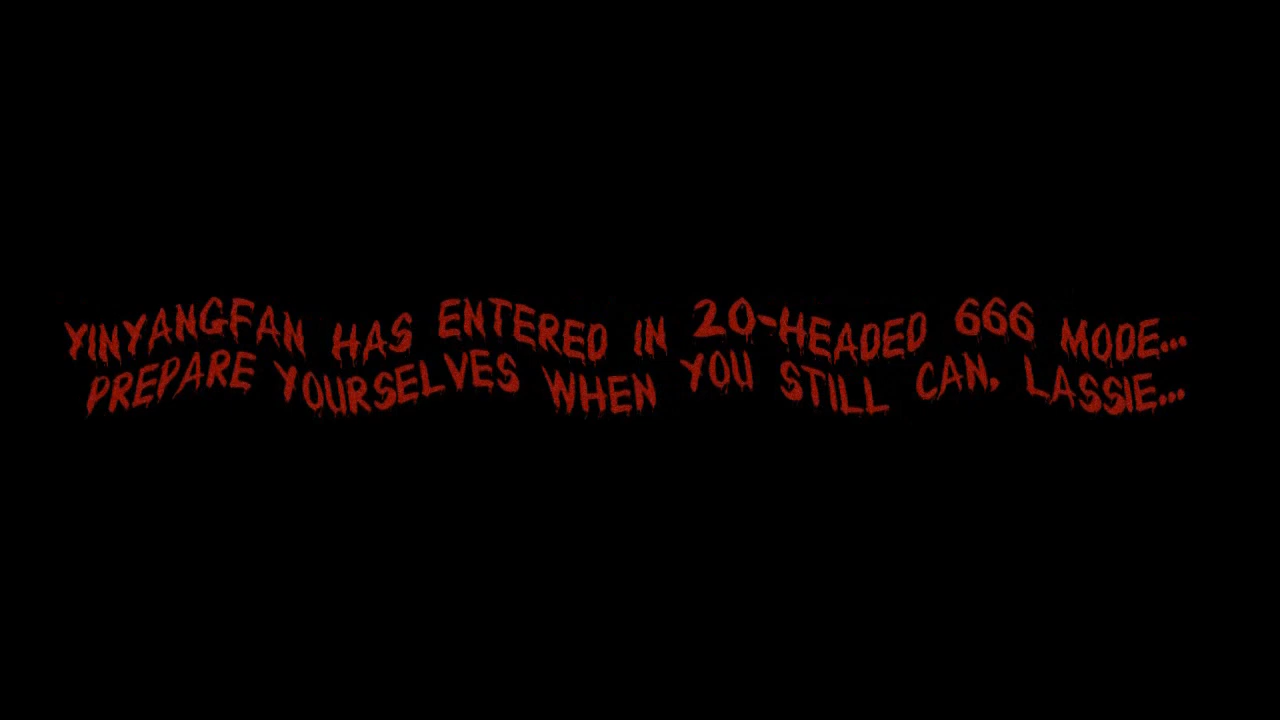 YINYANGFAN HAS ENTERED IN 20-HEADED 666 MODE...
PREPARE YOURSELVES WHEN YOU STILL CAN, LASSIE...